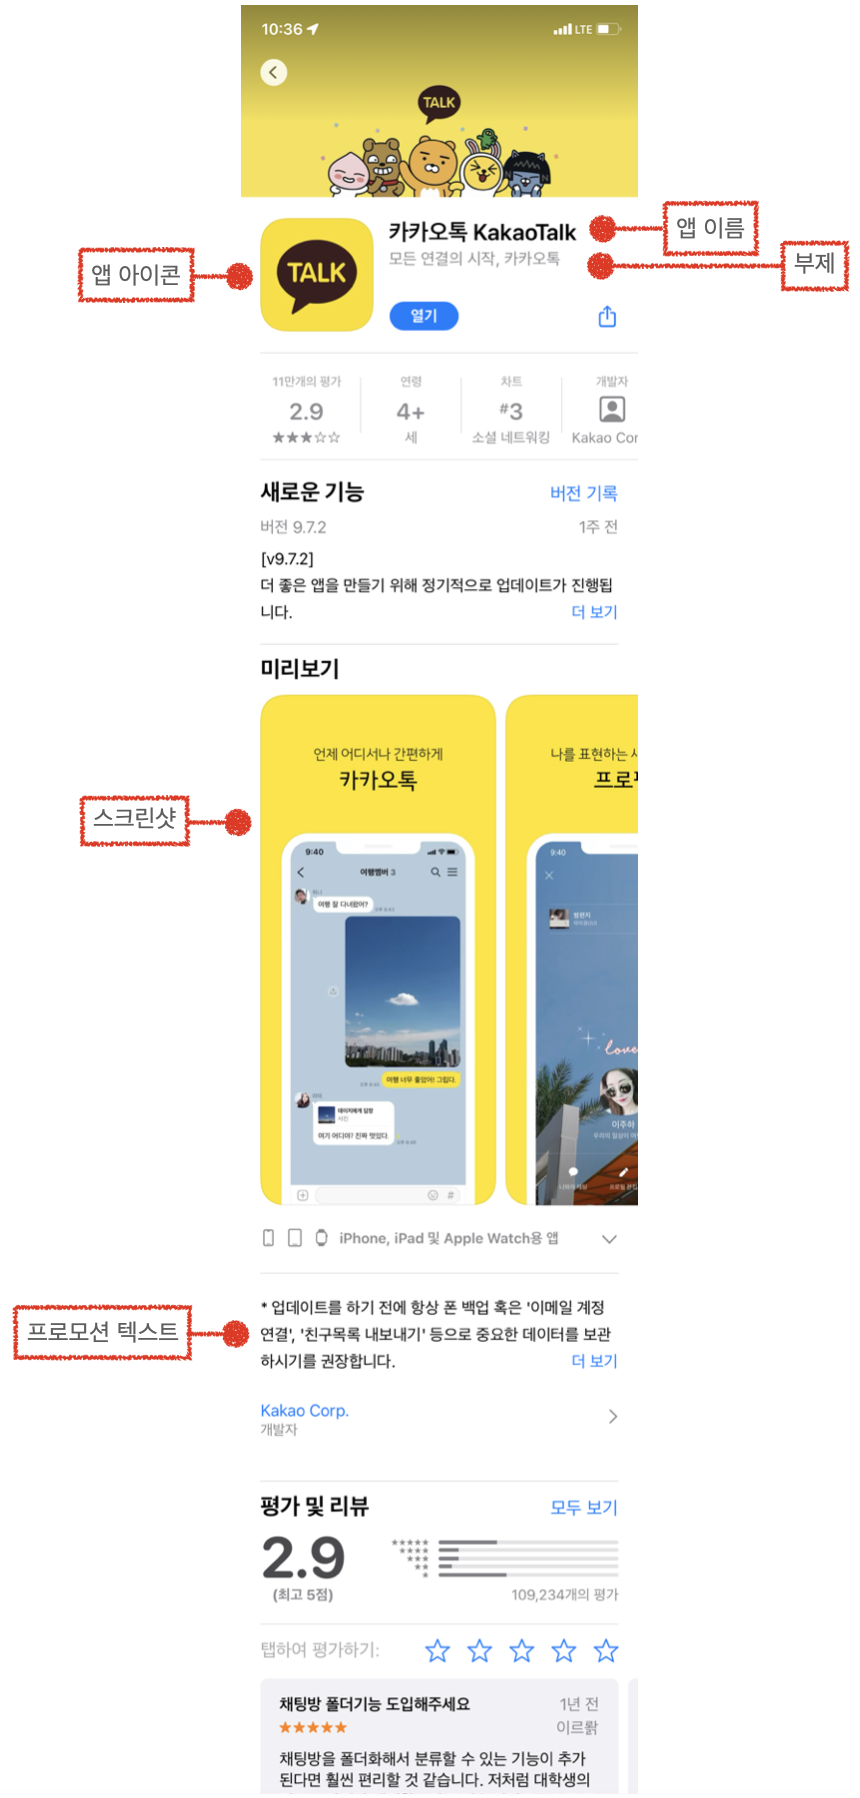 10:36
LTE
TALK
앱 아이콘
TALK
카카오톡 KakaoTalk
앱 이름
모든 연결의 시작, 카카오톡
부제
열기
11만개의 평가
2.9
★★★☆☆
연령
4+
세
차트
#3
소셜 네트워킹
개발자
Kakao Cor
새로운 기능
버전 기록
버전 9.7.2
1주 전
[v9.7.2]
더 좋은 앱을 만들기 위해 정기적으로 업데이트가 진행됩
니다.
더 보기
미리보기
스크린샷
언제 어디서나 간편하게
카카오톡
9:40
여행멤버 3
여행 잘 다녀왔어?
여행 너무 좋았어! 그립다.
여기 어디야? 진짜 멋있다.
#
나를 표현하는
프로
9:40
love
이주하
iPhone, iPad 및 Apple Watch용 앱
프로모션 텍스트
* 업데이트를 하기 전에 항상 폰 백업 혹은 '이메일 계정
연결', '친구목록 내보내기' 등으로 중요한 데이터를 보관
하시기를 권장합니다.
더 보기
Kakao Corp.
개발자
평가 및 리뷰
모두 보기
2.9
(최고 5점)
109,234개의 평가
탭하여 평가하기:
채팅방 폴더기능 도입해주세요
1년 전
★★★★★
이르롹
채팅방을 폴더화해서 분류할 수 있는 기능이 추가
된다면 훨씬 편리할 것 같습니다. 저처럼 대학생의